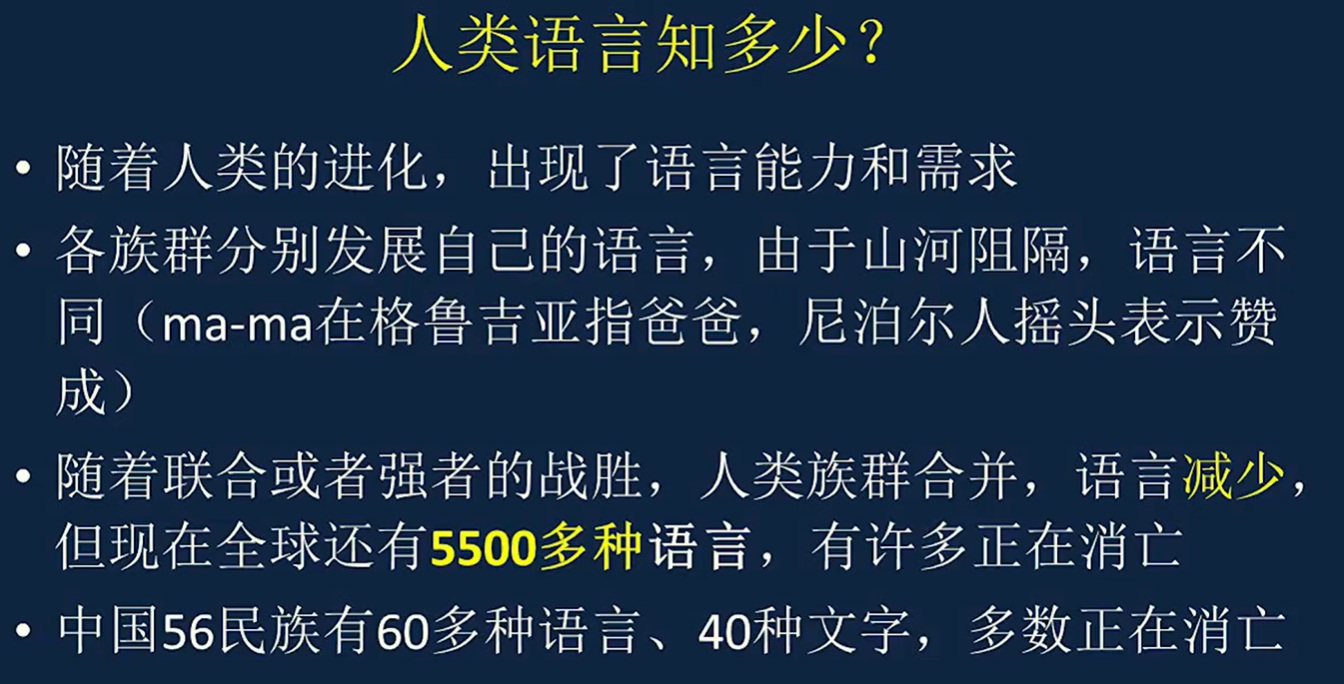 人类语言知多少？
• 随着人类的进化，出现了语言能力和需求
• 各族群分别发展自己的语言，由于山河阻隔，语言不
同（ma-ma在格鲁吉亚指爸爸，尼泊尔人摇头表示赞
成）
• 随着联合或者强者的战胜，人类族群合并，语言减少，
但现在全球还有5500多种语言，有许多正在消亡
• 中国56民族有60多种语言、40种文字，多数正在消亡